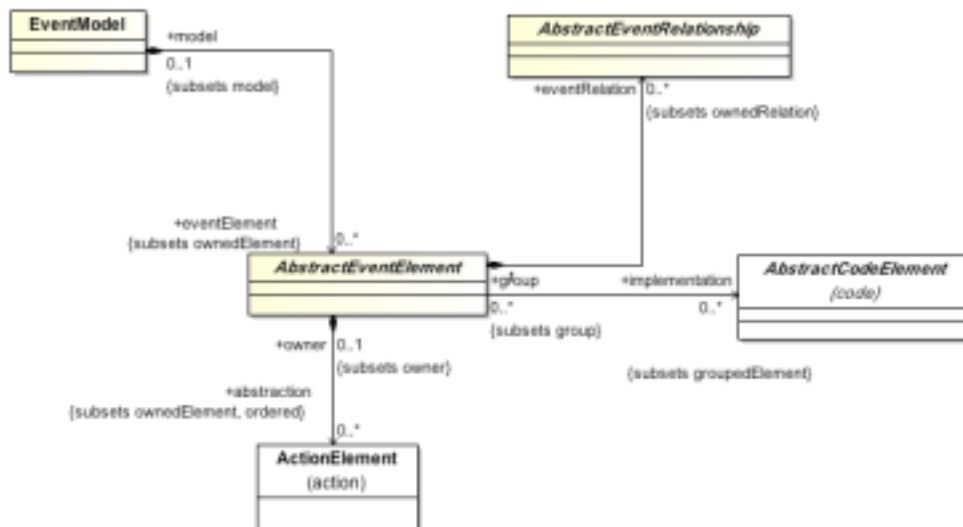 EventModel
+model
0..1
{subsets model}
AbstractEventRelationship
+eventRelation 0..*
{subsets ownedRelation}
+eventElement
{subsets ownedElement} 0..*
AbstractEventElement
+group
0..*
{subsets group}
+implementation
0..*
AbstractCodeElement
(code)
{subsets groupedElement}
+owner 0..1
{subsets owner}
+abstraction
{subsets ownedElement, ordered}
0..*
ActionElement
(action)